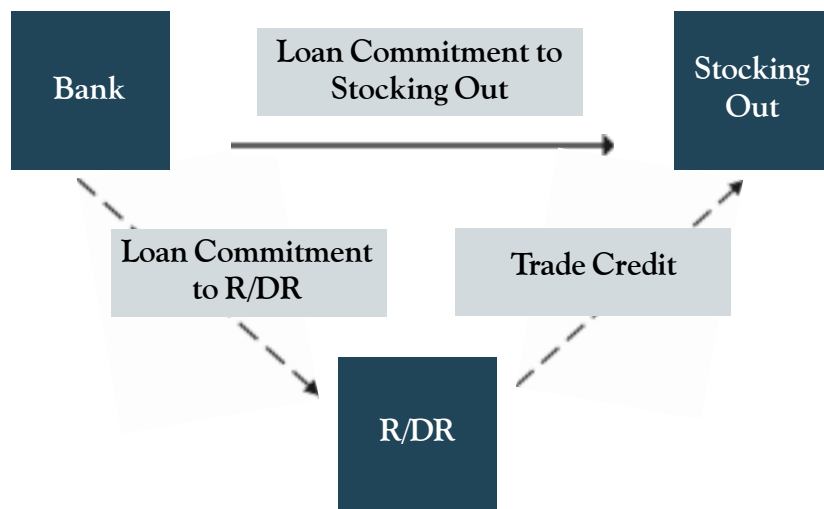 Bank
Loan Commitment to
Stocking Out
Stocking
Out
Loan Commitment
to R/DR
Trade Credit
R/DR